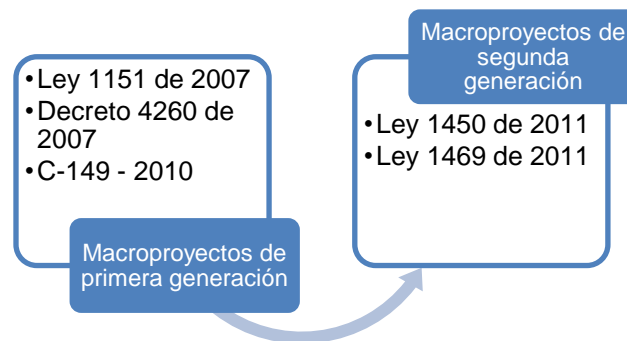 •Ley 1151 de 2007
•Decreto 4260 de
2007
•C-149 - 2010
Macroproyectos de
primera generación
Macroproyectos de
segunda
generación
•Ley 1450 de 2011
•Ley 1469 de 2011